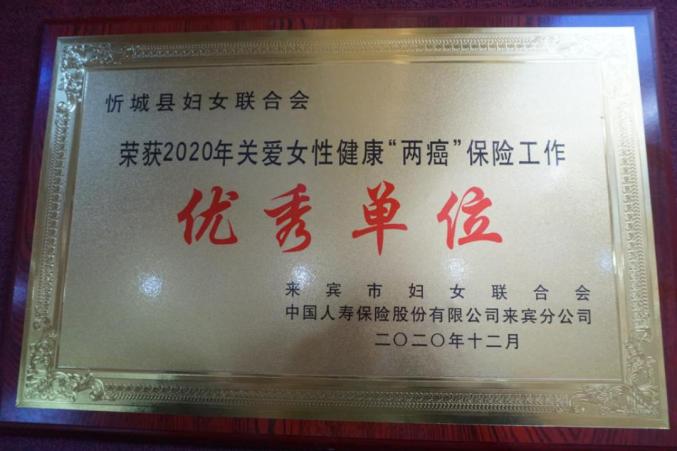 忻城县妇女联合会
荣获2020年关爱女性健康“两癌”保险工作
优秀单位
来宾市妇女联合会
中国人寿保险股份有限公司来宾分公司
二〇二〇年十二月